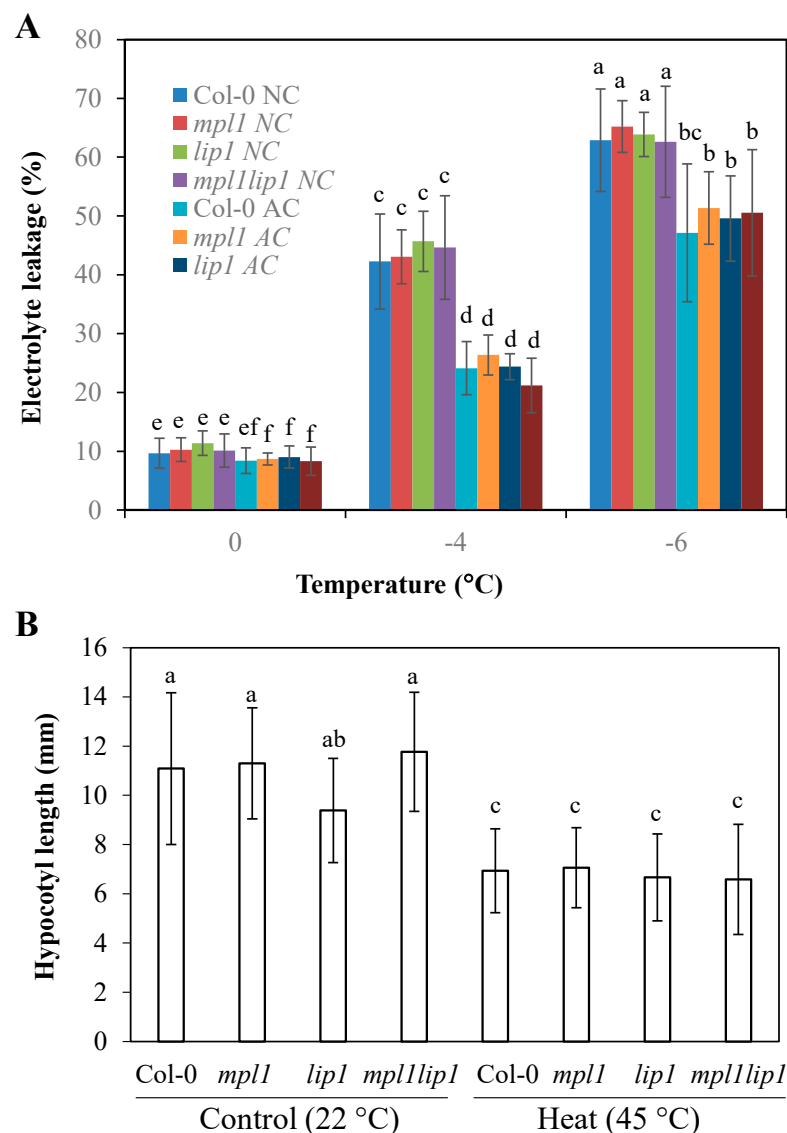 A
80
70
60
50
40
30
20
10
0
Electrolyte leakage (%)
Col-0 NC
mpl1 NC
lip1 NC
mpl1lip1 NC
Col-0 AC
mpl1 AC
lip1 AC
e e e e ef f f f
c c c c d d d d
a a a a bc b b b
0 -4 -6
Temperature (°C)
B
16
14
12
10
8
6
4
2
0
Hypocotyl length (mm)
a a ab a c c c c
Col-0 mpl1 lip1 mpl1lip1 Col-0 mpl1 lip1 mpl1lip1
Control (22 °C) Heat (45 °C)